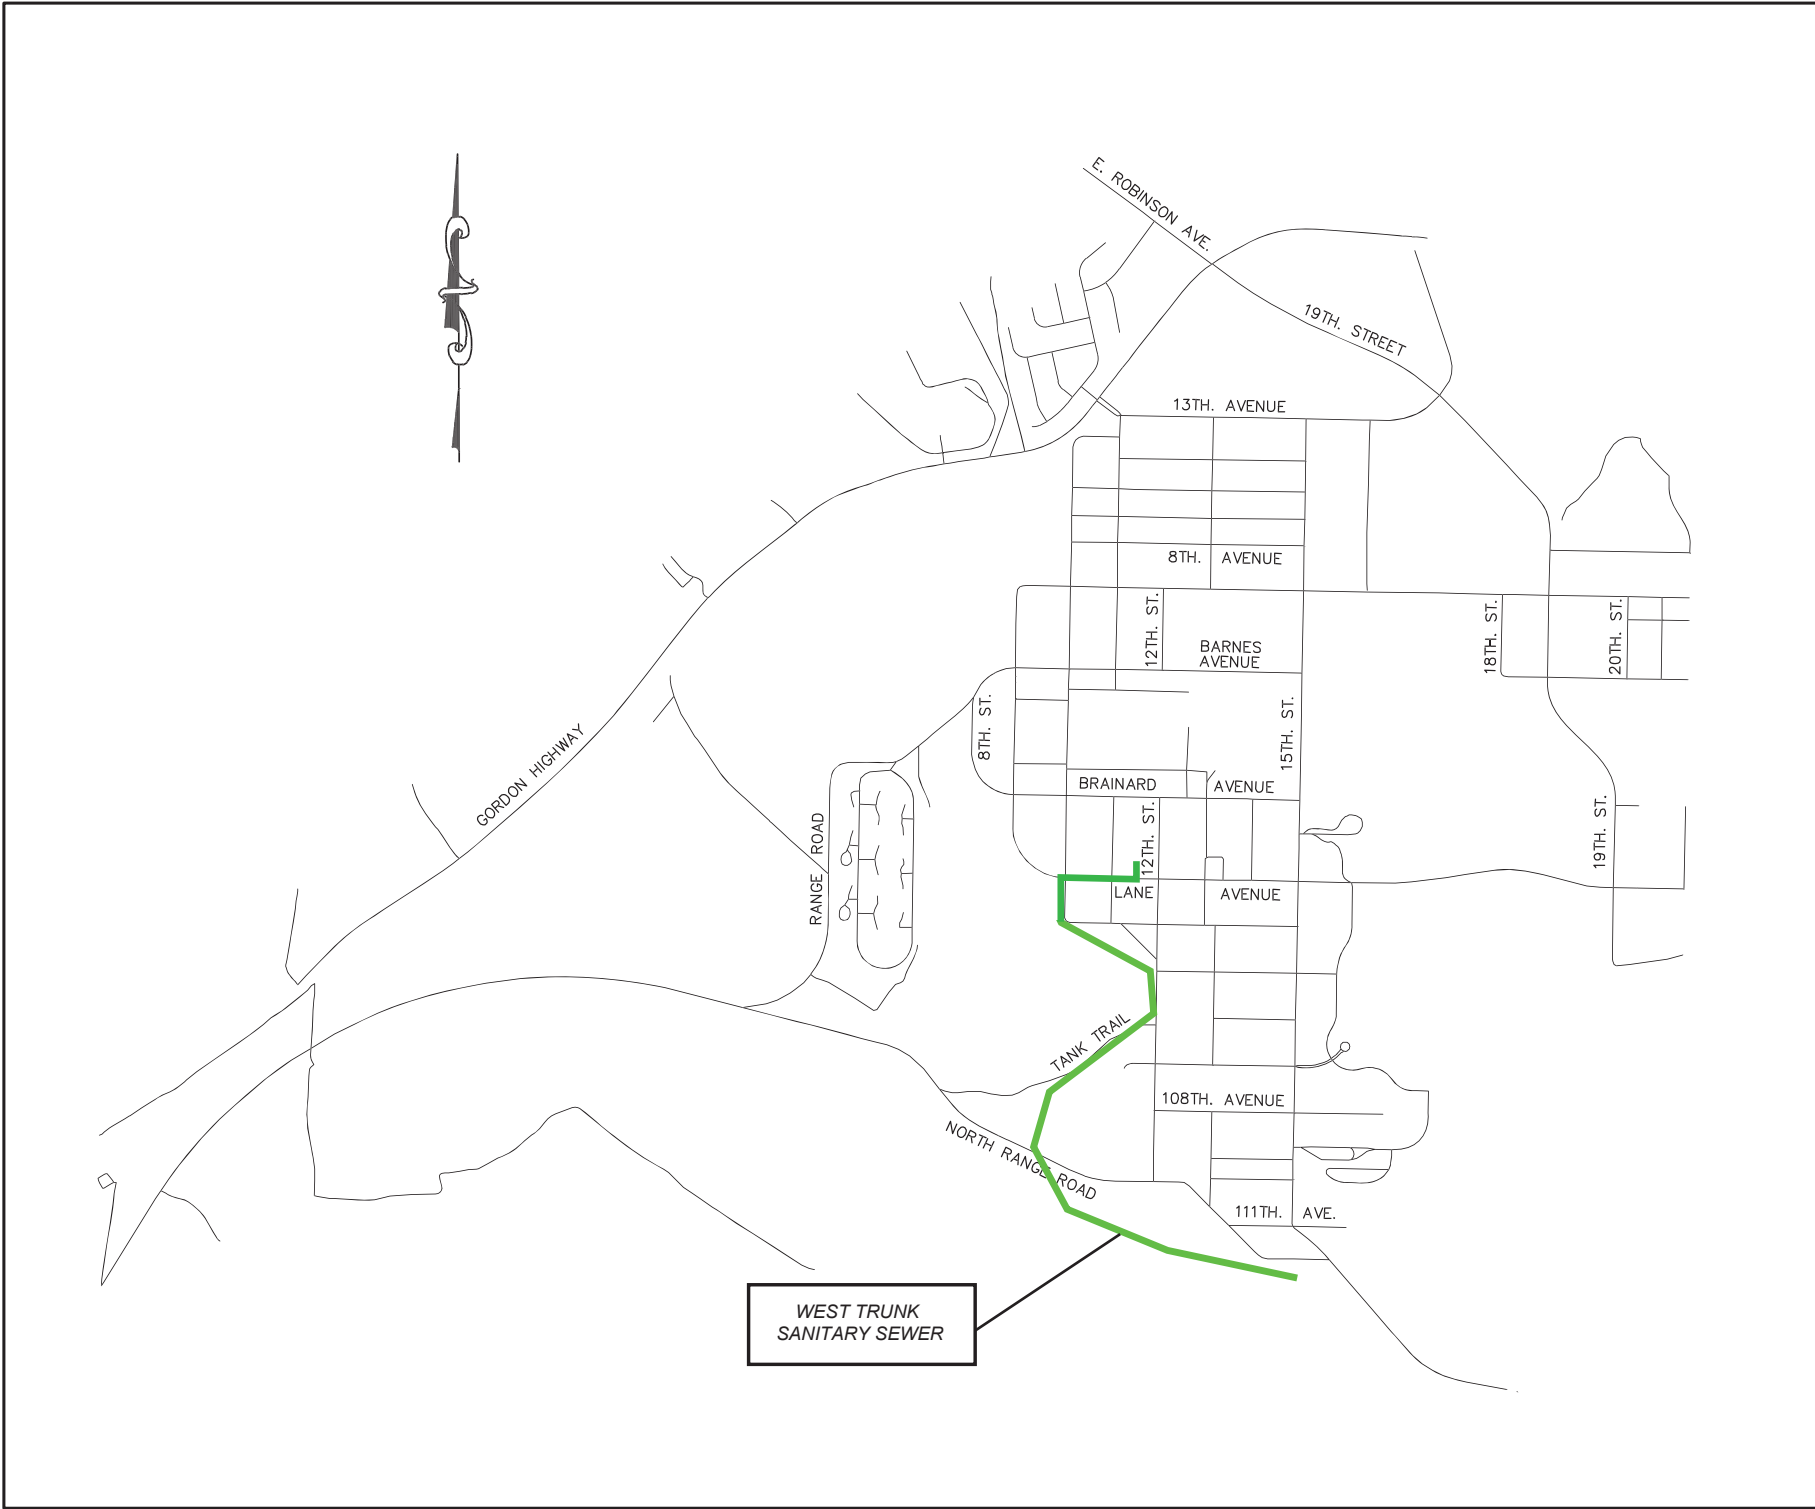 E. ROBINSON AVE.
19TH. STREET
13TH. AVENUE
8TH. AVENUE
12TH. ST.
18TH. ST.
20TH. ST.
BARNES
AVENUE
8TH. ST.
15TH. ST.
GORDON HIGHWAY
BRAINARD AVENUE
12TH. ST.
19TH. ST.
RANGE ROAD
LANE AVENUE
TANK TRAIL
108TH. AVENUE
NORTH RANGE ROAD
111TH. AVE.
WEST TRUNK
SANITARY SEWER